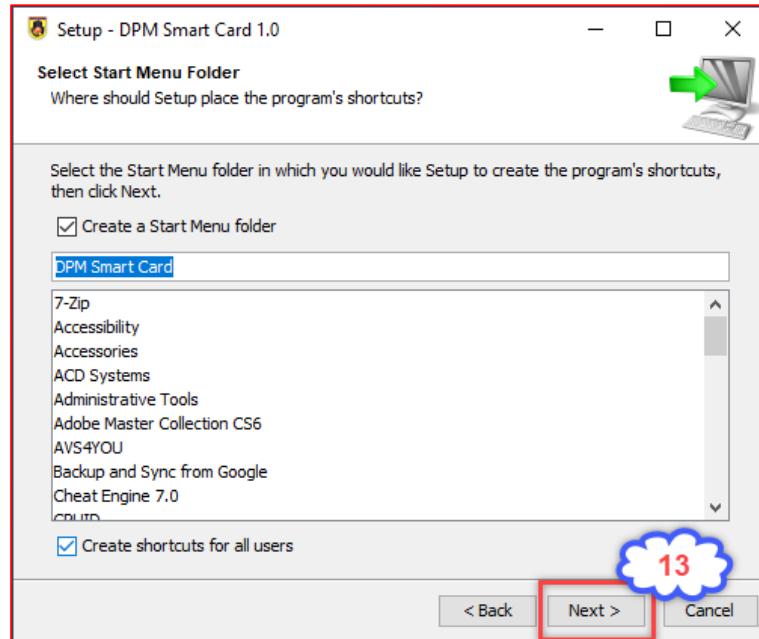 Setup - DPM Smart Card 1.0
Select Start Menu Folder
Where should Setup place the program's shortcuts?
Select the Start Menu folder in which you would like Setup to create the program's shortcuts,
then click Next.
Create a Start Menu folder
DPM Smart Card
7-Zip
Accessibility
Accessories
ACD Systems
Administrative Tools
Adobe Master Collection CS6
AVS4YOU
Backup and Sync from Google
Cheat Engine 7.0
CPUID
Create shortcuts for all users
13
< Back
Next >
Cancel